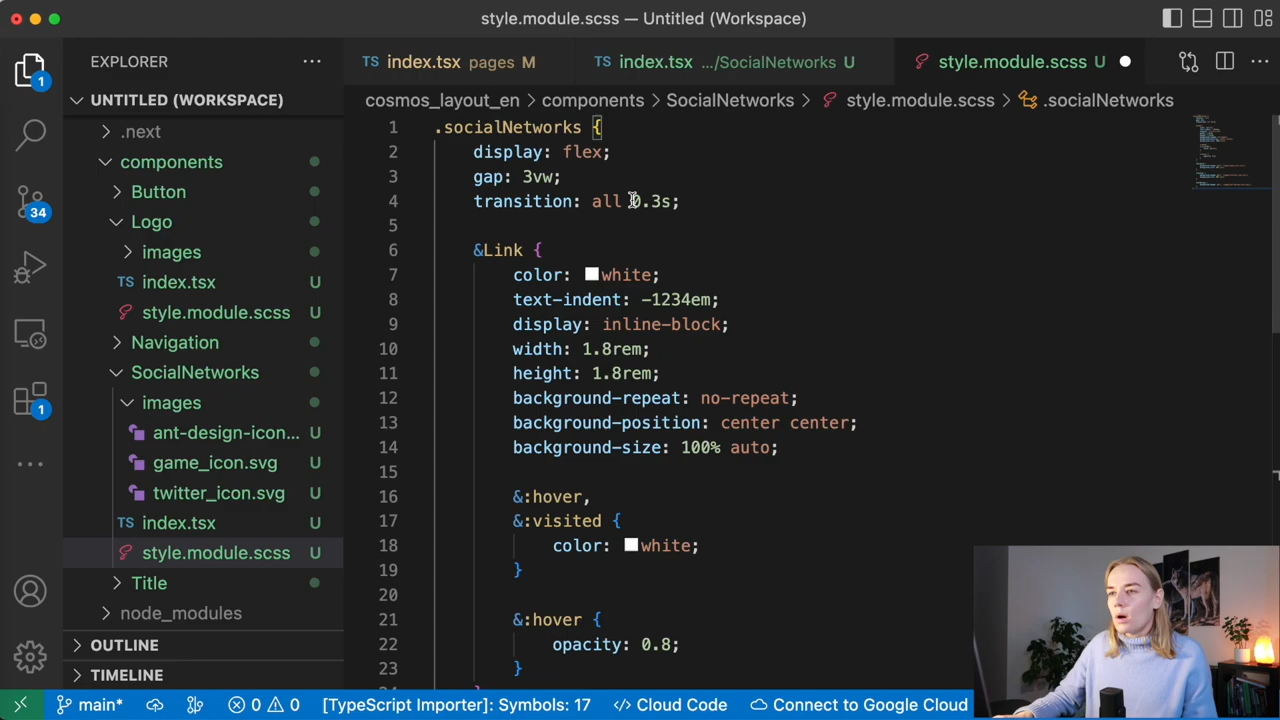 style.module.scss — Untitled (Workspace)
EXPLORER
index.tsx pages M
index.tsx .../SocialNetworks U
style.module.scss U
UNTITLED (WORKSPACE)
cosmos_layout_en > components > SocialNetworks > style.module.scss > .socialNetworks
1
34
1
.next
components
Button
Logo
images
index.tsx U
style.module.scss U
Navigation
SocialNetworks
images
ant-design-icon... U
game_icon.svg U
twitter_icon.svg U
index.tsx U
style.module.scss U
Title
node_modules
OUTLINE
TIMELINE
1 .socialNetworks {
2 display: flex;
3 gap: 3vw;
4 transition: all 0.3s;
5
6 &Link {
7 color: white;
8 text-indent: -1234em;
9 display: inline-block;
10 width: 1.8rem;
11 height: 1.8rem;
12 background-repeat: no-repeat;
13 background-position: center center;
14 background-size: 100% auto;
15
16 &:hover,
17 &:visited {
18 color: white;
19 }
20
21 &:hover {
22 opacity: 0.8;
23 }
main* 0 0 [TypeScript Importer]: Symbols: 17 </> Cloud Code Connect to Google Cloud